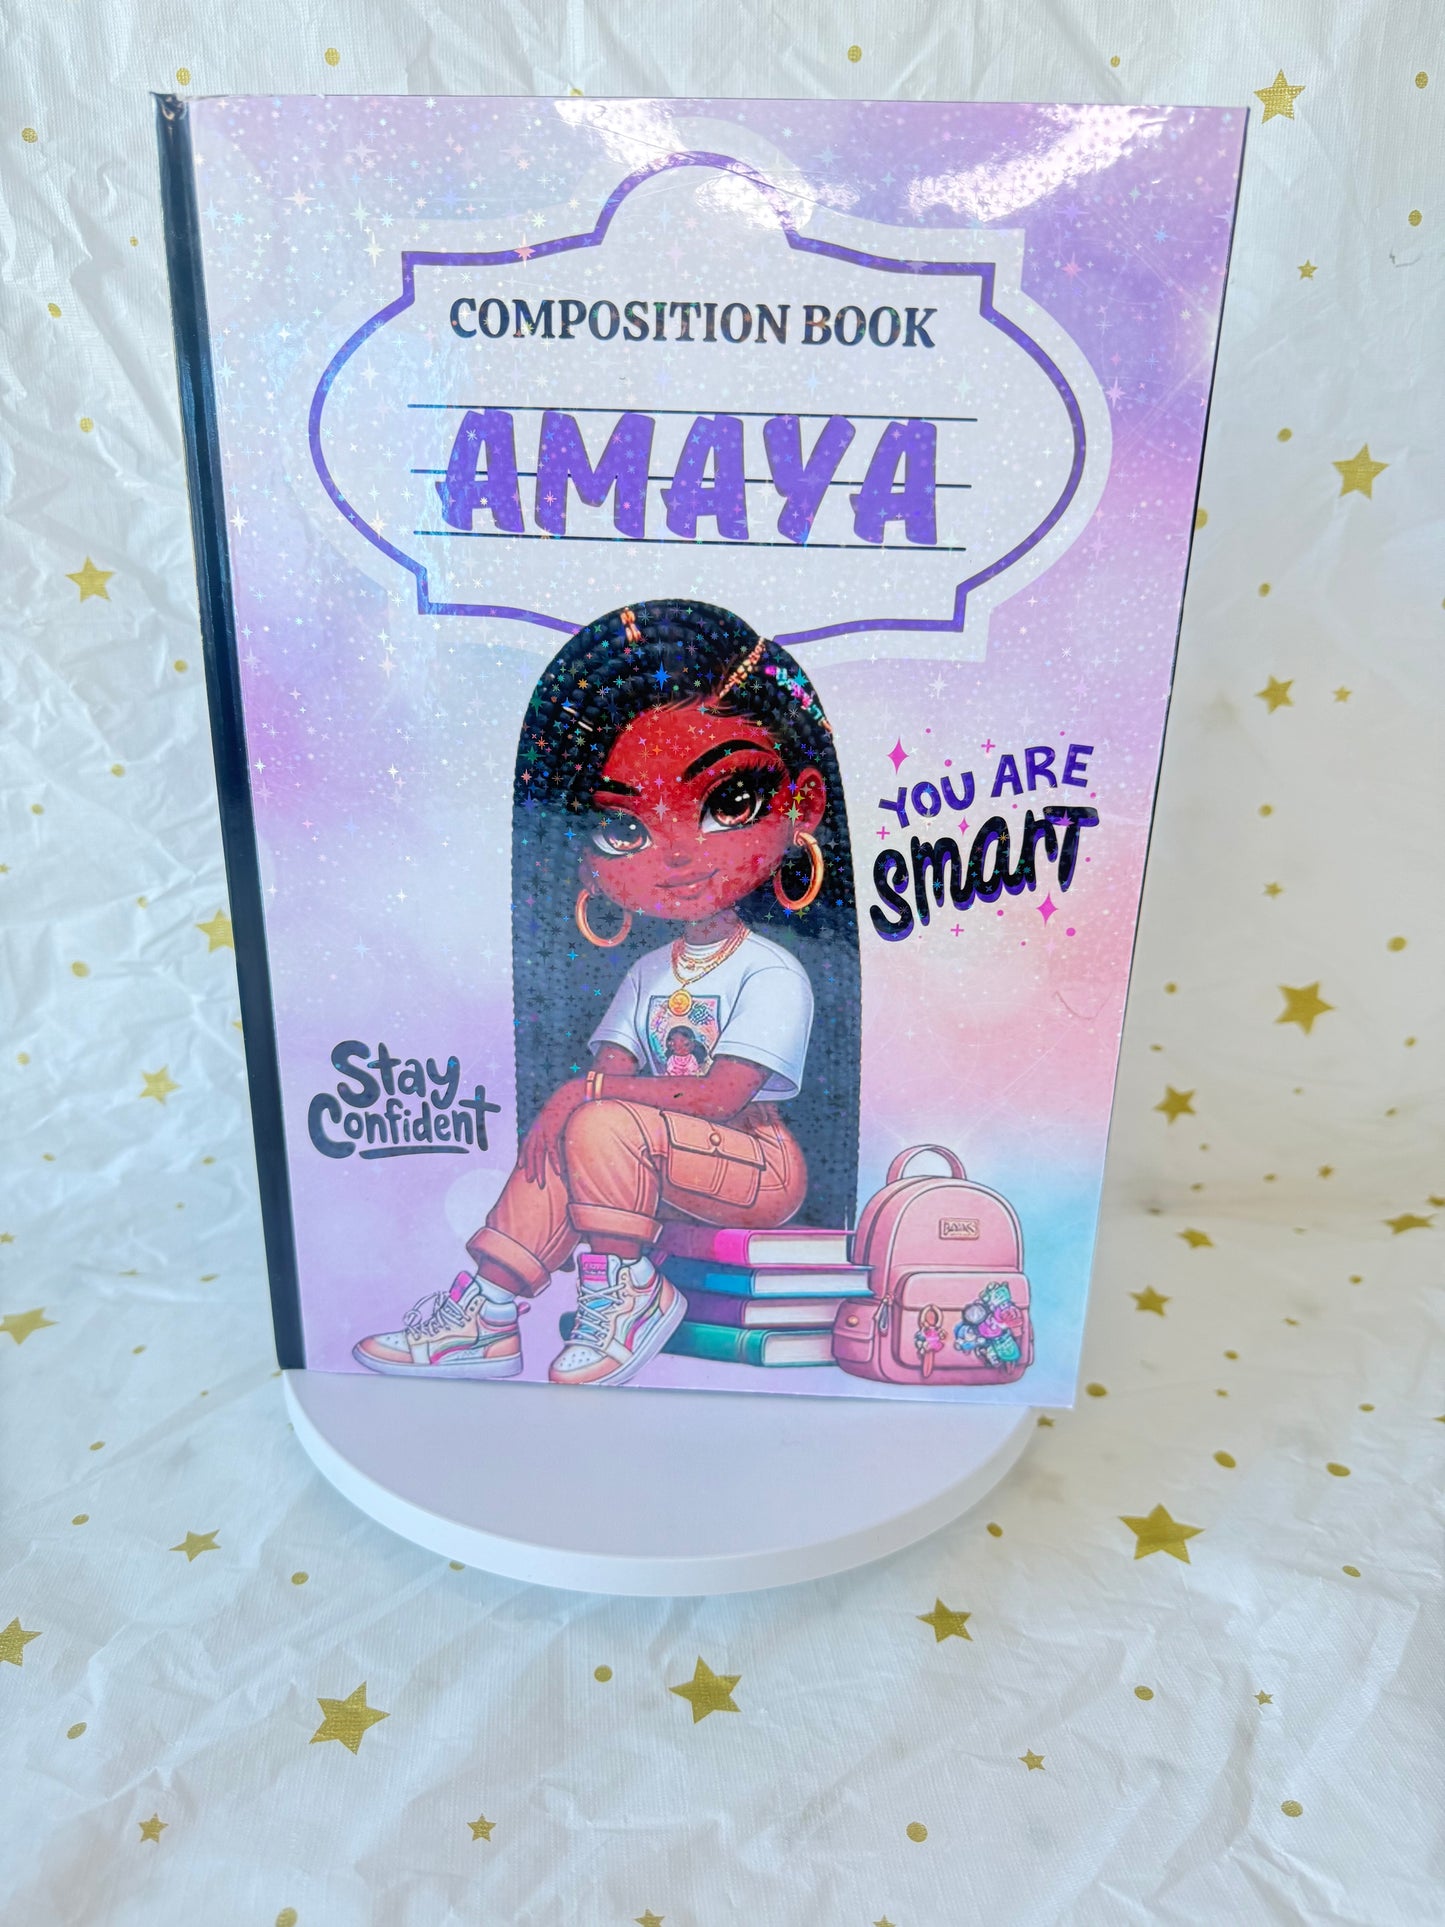 COMPOSITION BOOK
AMAYA
YOU ARE
SMART
Stay
Confident